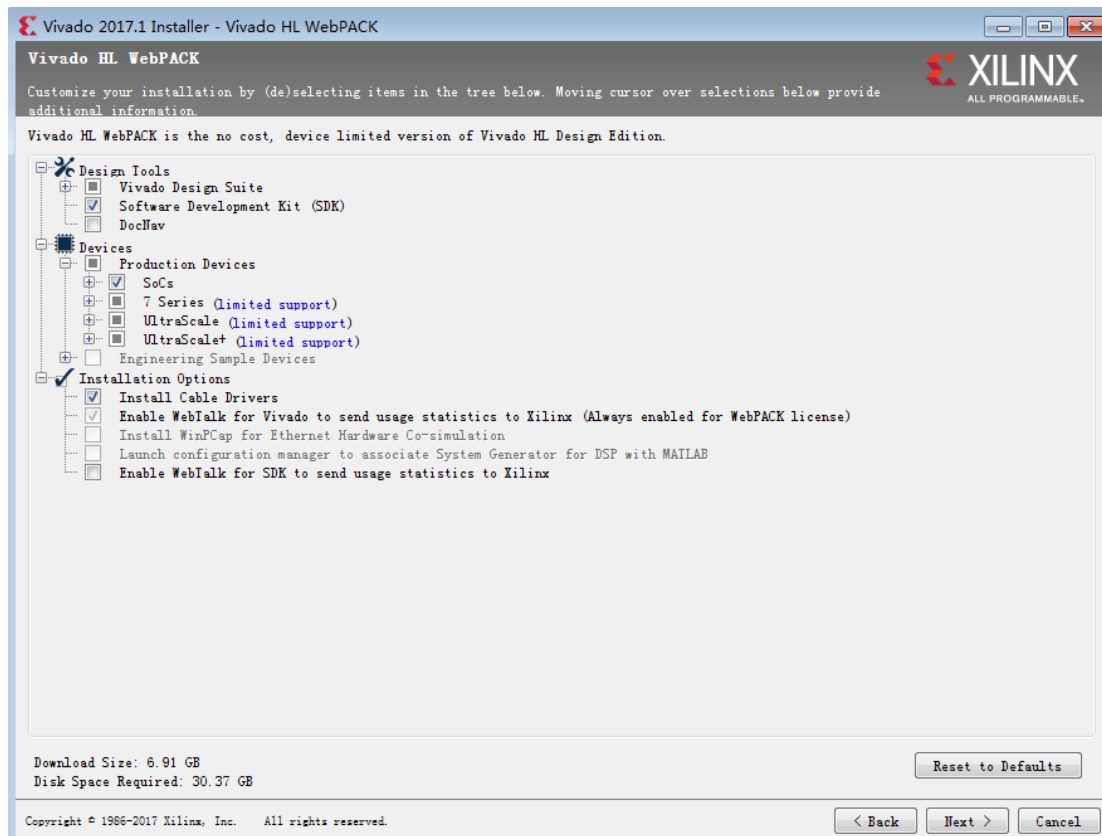 Vivado 2017.1 Installer - Vivado HL WebPACK
Vivado HL WebPACK
XILINX
ALL PROGRAMMABLE™
Customize your installation by (de)selecting items in the tree below. Moving cursor over selections below provide
additional information.
Vivado HL WebPACK is the no cost, device limited version of Vivado HL Design Edition.
Design Tools
Vivado Design Suite
Software Development Kit (SDK)
DocNav
Devices
Production Devices
SoCs
7 Series (limited support)
UltraScale (limited support)
UltraScale+ (limited support)
Engineering Sample Devices
Installation Options
Install Cable Drivers
Enable WebTalk for Vivado to send usage statistics to Xilinx (Always enabled for WebPACK license)
Install WinPCap for Ethernet Hardware Co-simulation
Launch configuration manager to associate System Generator for DSP with MATLAB
Enable WebTalk for SDK to send usage statistics to Xilinx
Download Size: 6.91 GB
Disk Space Required: 30.37 GB
Reset to Defaults
Copyright © 1986-2017 Xilinx, Inc. All rights reserved.
< Back Next > Cancel